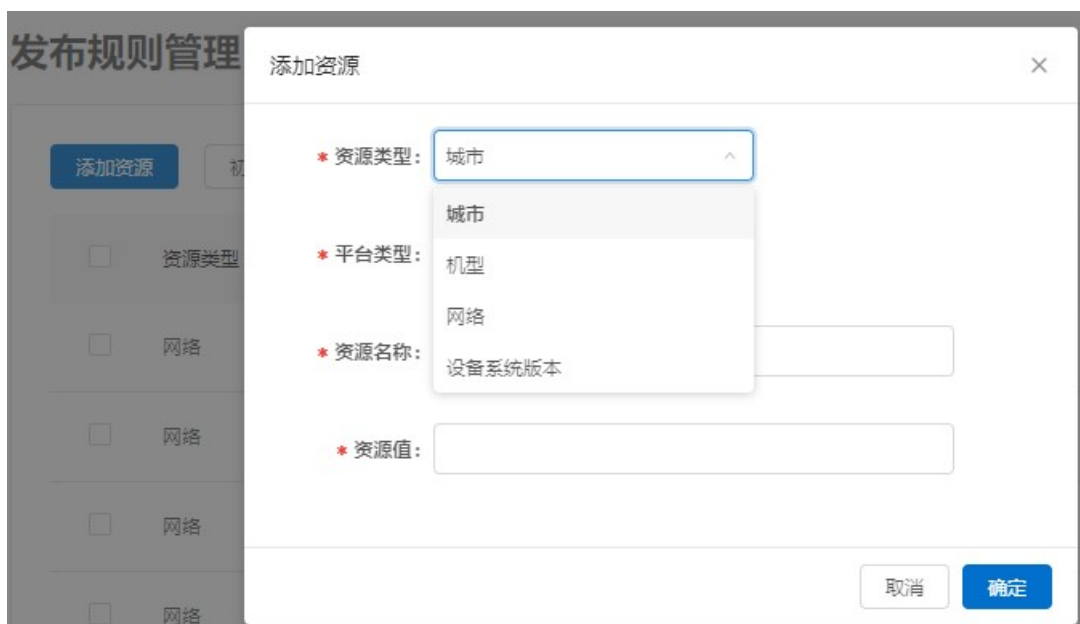 发布规则管理
添加资源
添加资源
初
* 资源类型：
城市
城市
机型
网络
设备系统版本
* 平台类型：
* 资源名称：
* 资源值：
资源类型
网络
网络
网络
网络
取消
确定